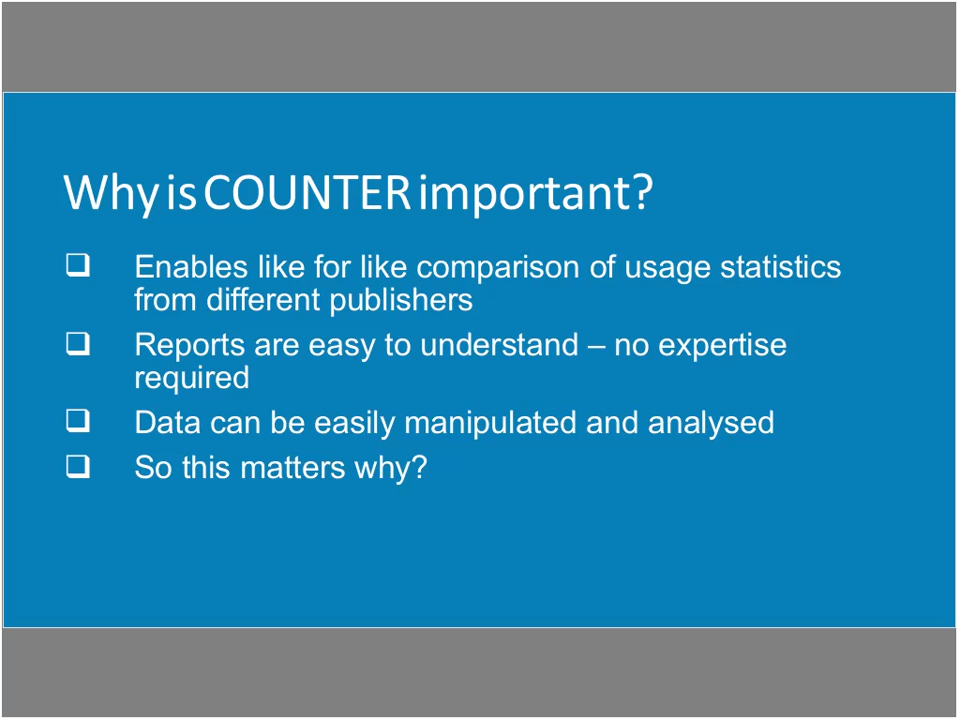 Why is COUNTER important?
Enables like for like comparison of usage statistics
from different publishers
Reports are easy to understand – no expertise
required
Data can be easily manipulated and analysed
So this matters why?